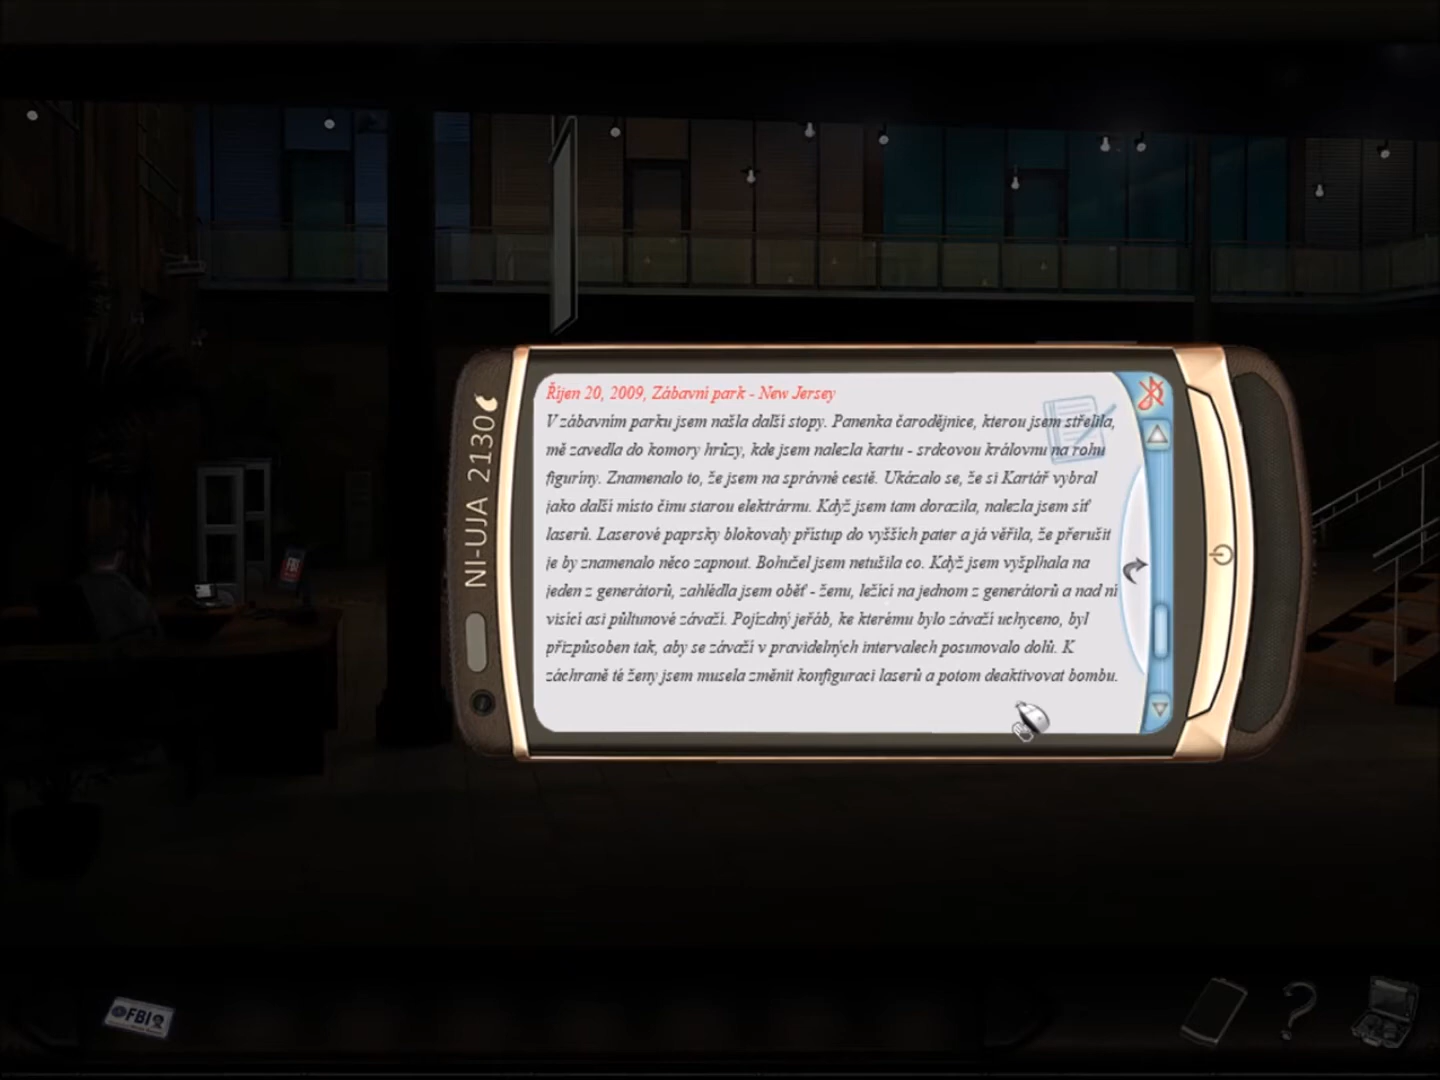 Říjen 20, 2009, Zábavní park - New Jersey
V zábavním parku jsem našla další stopy. Panenka čarodějnice, kterou jsem střelila,
mě zavedla do komory hrůzy, kde jsem nalezla kartu - srdcovou královnu na rohu
figuríny. Znamenalo to, že jsem na správné cestě. Ukázalo se, že si Kartář vybral
jako další místo činu starou elektrárnu. Když jsem tam dorazila, nalezla jsem síť
laserů. Laserové paprsky blokovaly přístup do vyšších pater a já věřila, že přerušit
je by znamenalo něco zapnout. Bohužel jsem netušila co. Když jsem vyšplhala na
jeden z generátorů, zahlédla jsem oběť - ženu, ležící na jednom z generátorů a nad ní
visící asi půltunové závaží. Pojízdný jeřáb, ke kterému bylo závaží uchyceno, byl
přizpůsoben tak, aby se závaží v pravidelných intervalech posunovalo dolů. K
záchraně té ženy jsem musela změnit konfiguraci laserů a potom deaktivovat bombu.
NI-UJA 2130
FBI
FBI